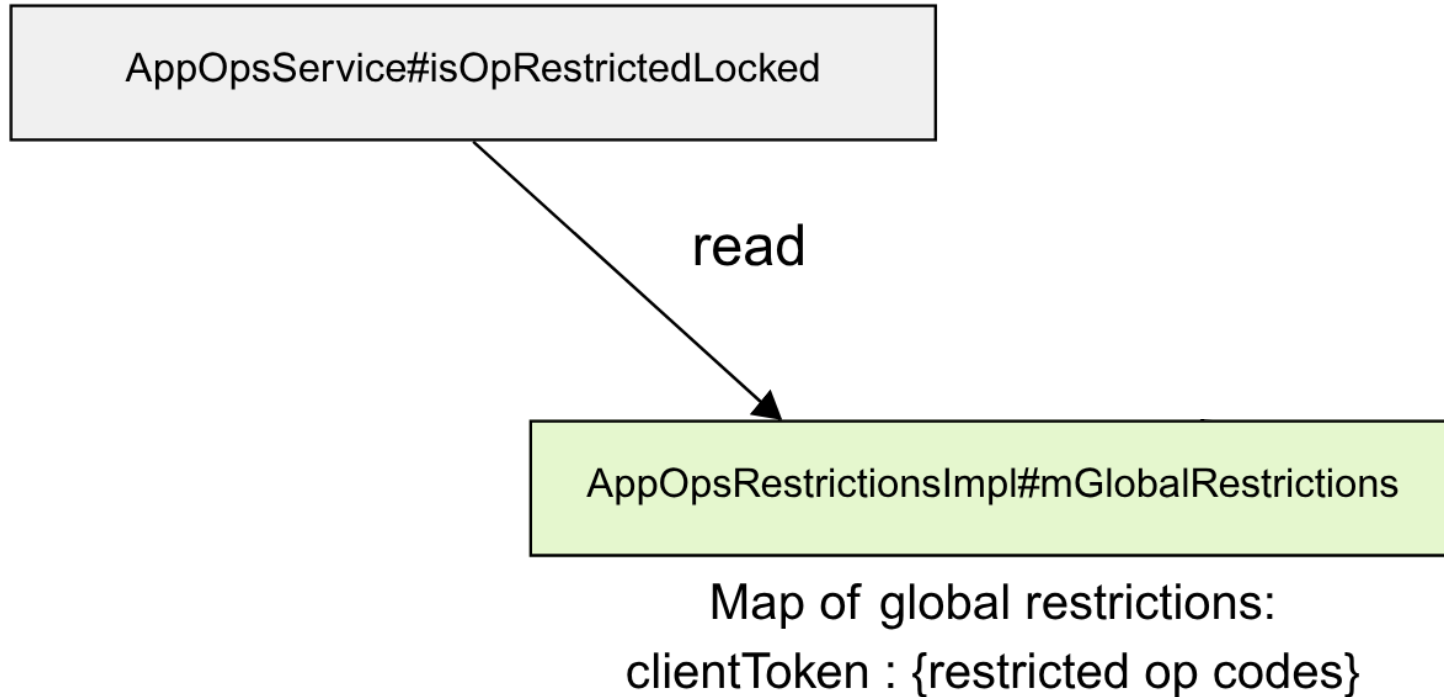 AppOpsService#isOpRestrictedLocked
read
AppOpsRestrictionsImpl#mGlobalRestrictions
Map of global restrictions:
clientToken : {restricted op codes}